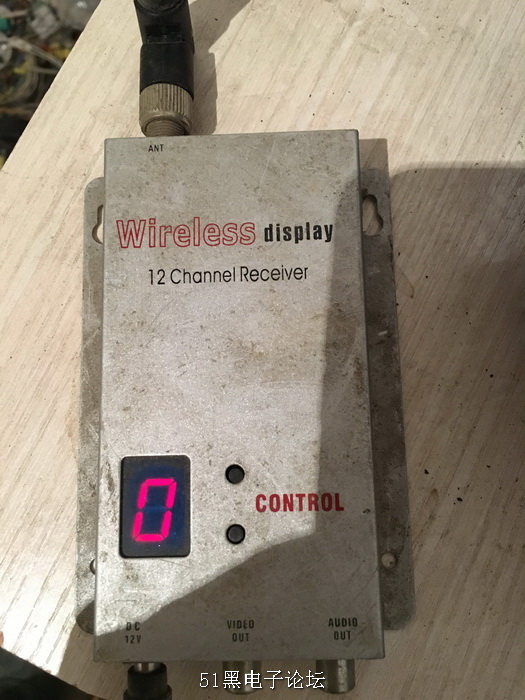 ANT
Wireless display
12 Channel Receiver
0
CONTROL
DC VIDEO AUDIO
12V OUT OUT
51黑电子论坛